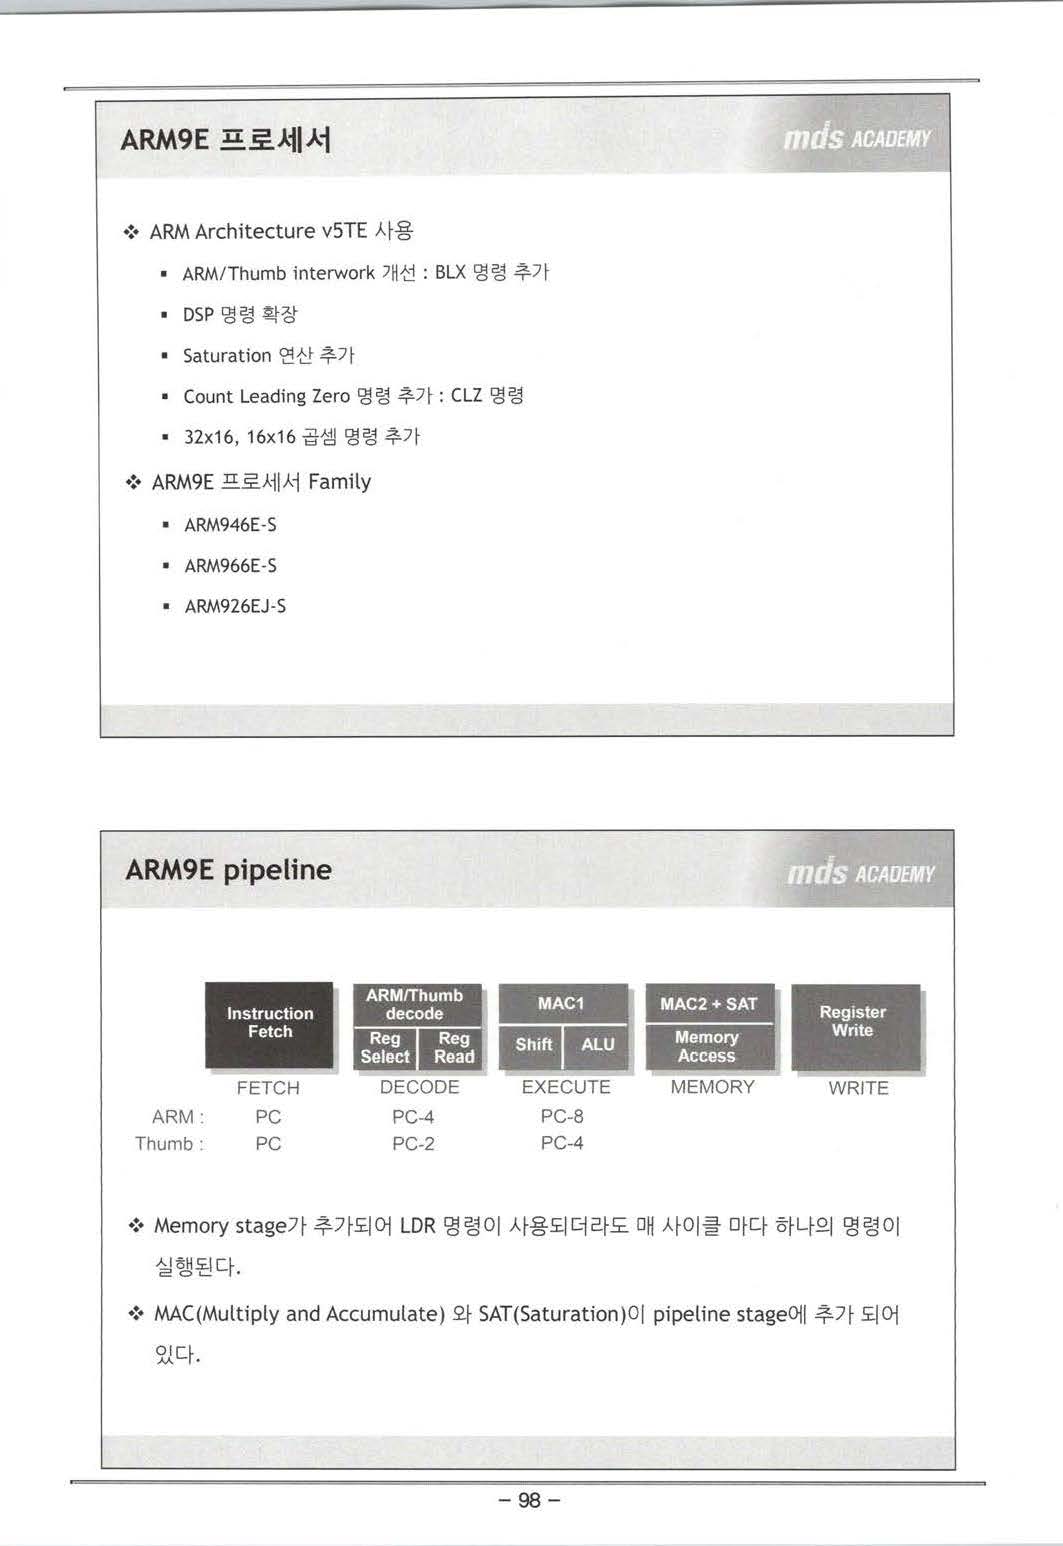 ARM9E 프로세서
mds ACADEMY
❖ ARM Architecture v5TE 사용
▪ ARM/Thumb interwork 개선 : BLX 명령 추가
▪ DSP 명령 확장
▪ Saturation 연산 추가
▪ Count Leading Zero 명령 추가 : CLZ 명령
▪ 32x16, 16x16 곱셈 명령 추가
❖ ARM9E 프로세서 Family
▪ ARM946E-S
▪ ARM966E-S
▪ ARM926EJ-S
ARM9E pipeline
mds ACADEMY
Instruction
Fetch
ARM/Thumb
decode
Reg
Select
Reg
Read
MAC1
Shift
ALU
MAC2 + SAT
Memory
Access
Register
Write
FETCH DECODE EXECUTE MEMORY WRITE
ARM : PC PC-4 PC-8
Thumb : PC PC-2 PC-4
❖ Memory stage가 추가되어 LDR 명령이 사용되더라도 매 사이클 마다 하나의 명령이
실행된다.
❖ MAC(Multiply and Accumulate) 와 SAT(Saturation)이 pipeline stage에 추가 되어
있다.
- 98 -